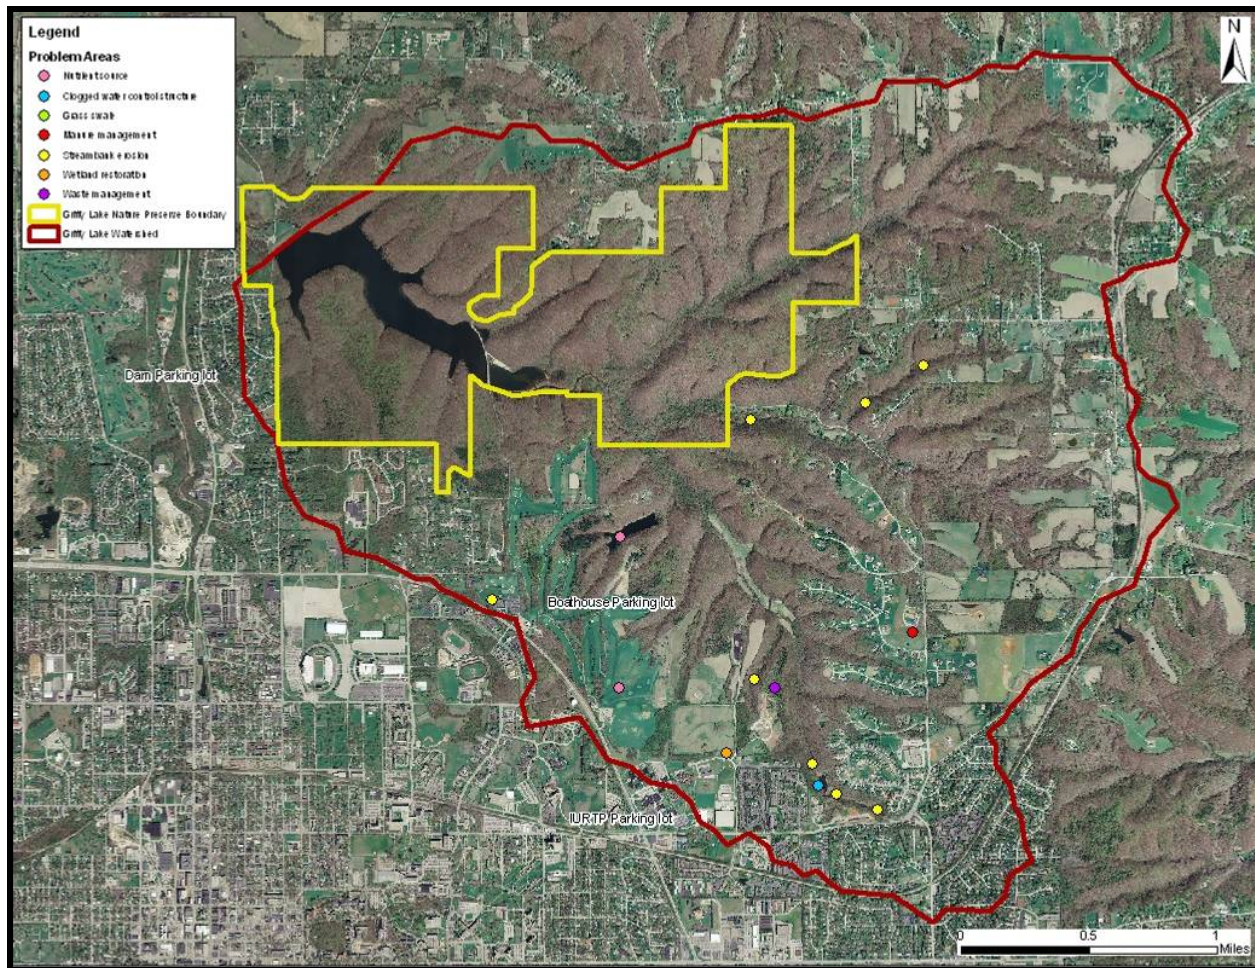 Legend
Problem Areas
Nutrient source
Clogged water control structure
Grass swale
Manure management
Streambank erosion
Wetland restoration
Waste management
Griffy Lake Nature Preserve Boundary
Griffy Lake Watershed
N
Dam Parking lot
Boathouse Parking lot
IURTP Parking lot
0 0.5 1
Miles